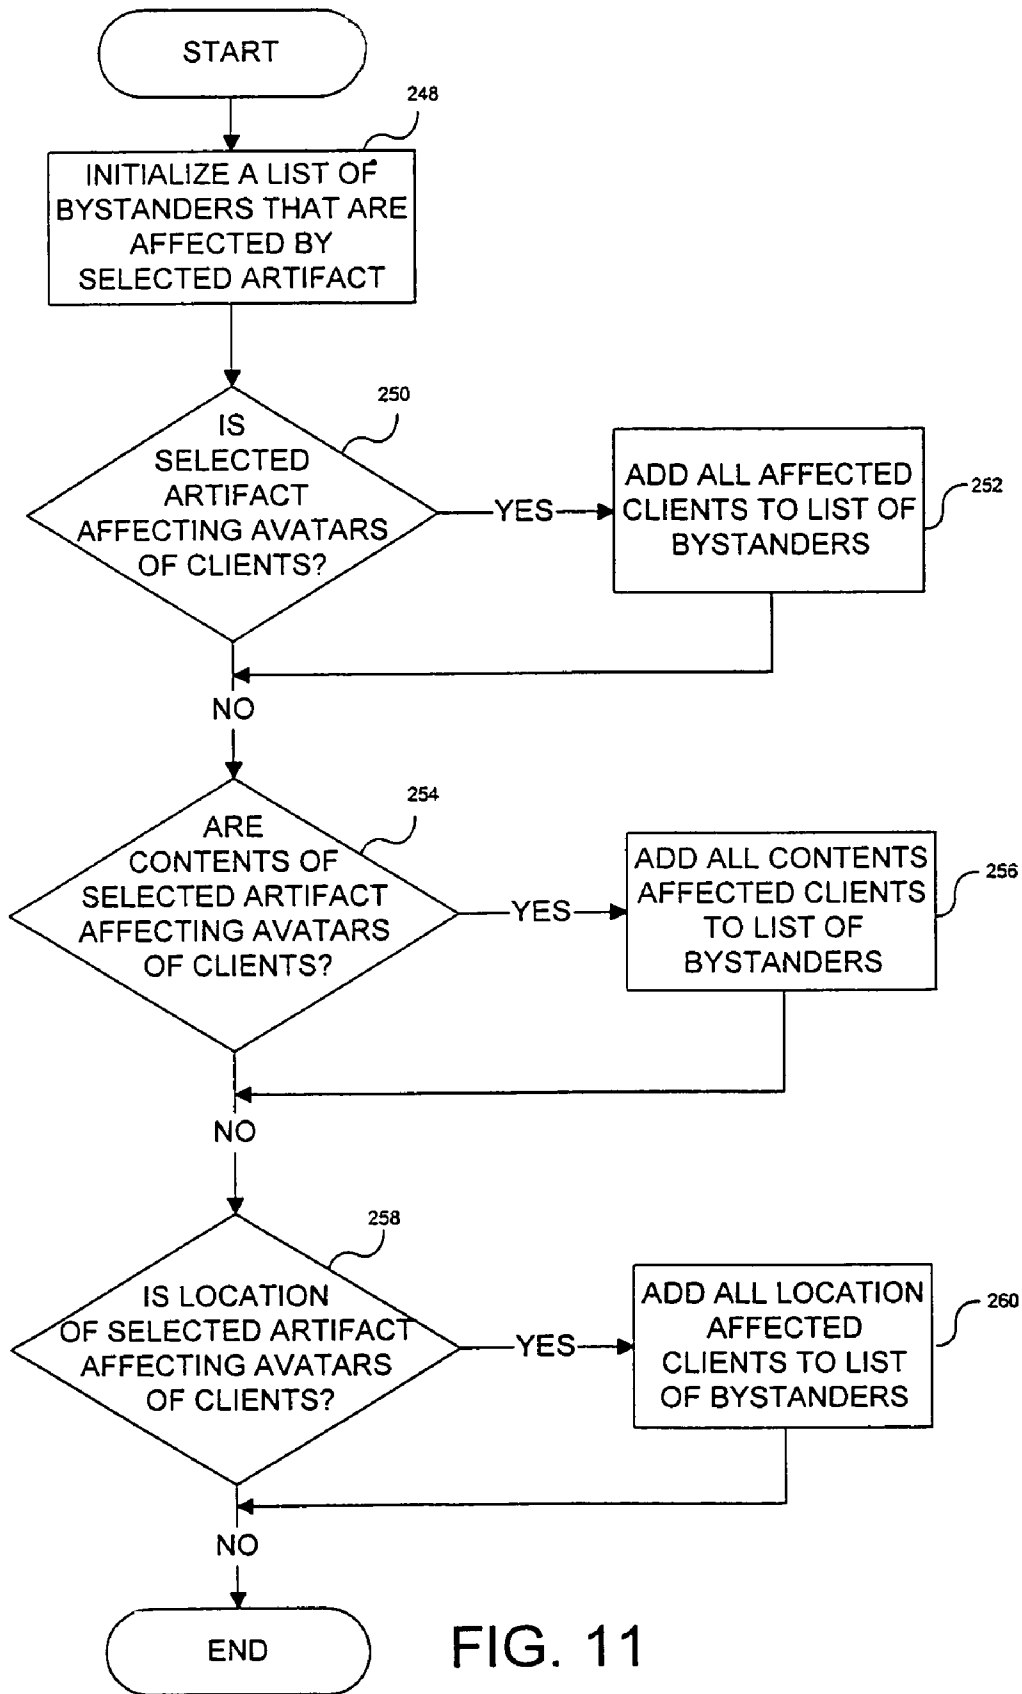 START
248
INITIALIZE A LIST OF
BYSTANDERS THAT ARE
AFFECTED BY
SELECTED ARTIFACT
250
IS
SELECTED
ARTIFACT
AFFECTING AVATARS
OF CLIENTS?
YES
ADD ALL AFFECTED
CLIENTS TO LIST OF
BYSTANDERS
252
NO
254
ARE
CONTENTS OF
SELECTED ARTIFACT
AFFECTING AVATARS
OF CLIENTS?
YES
ADD ALL CONTENTS
AFFECTED CLIENTS
TO LIST OF
BYSTANDERS
256
NO
258
IS LOCATION
OF SELECTED ARTIFACT
AFFECTING AVATARS
OF CLIENTS?
YES
ADD ALL LOCATION
AFFECTED
CLIENTS TO LIST
OF BYSTANDERS
260
NO
END
FIG. 11